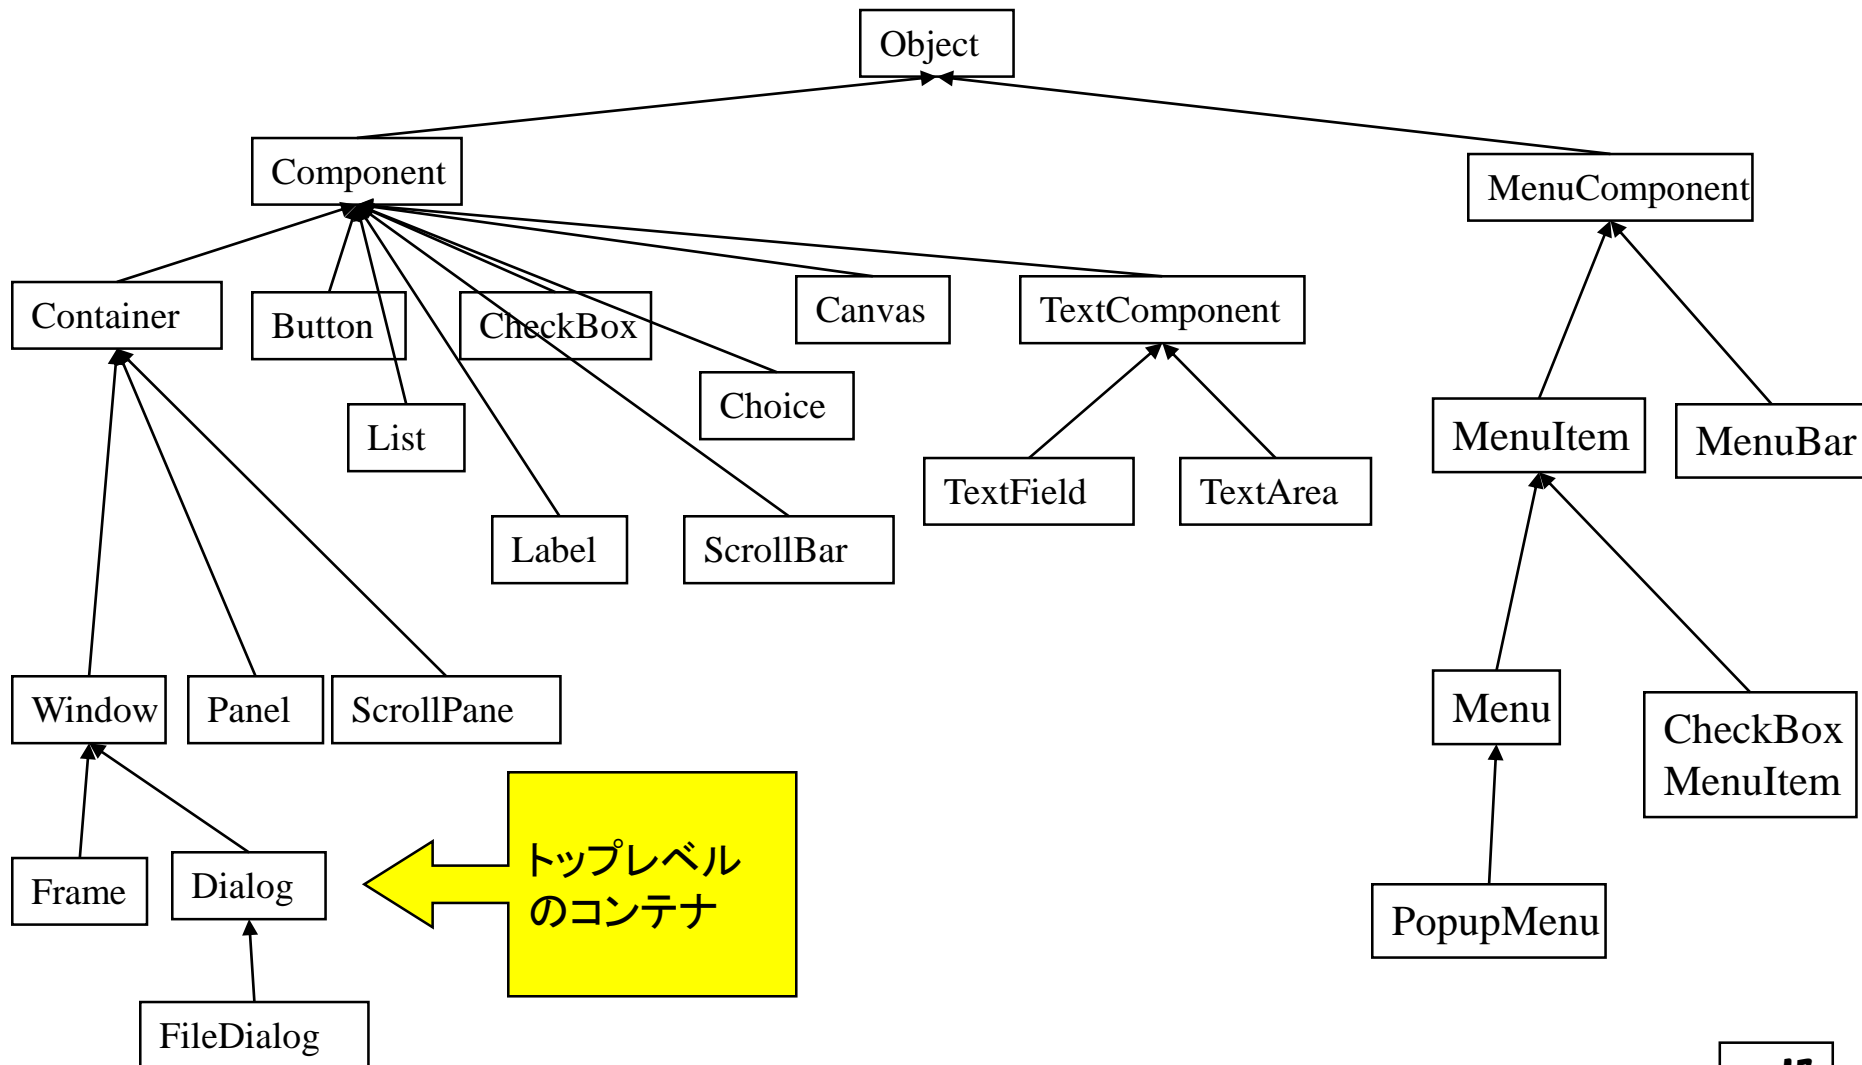 Object
Component
MenuComponent
Container
Button
CheckBox
Canvas
TextComponent
Choice
List
MenuItem
MenuBar
TextField
TextArea
Label
ScrollBar
Window
Panel
ScrollPane
Menu
CheckBox
MenuItem
トップレベル
のコンテナ
Frame
Dialog
PopupMenu
FileDialog